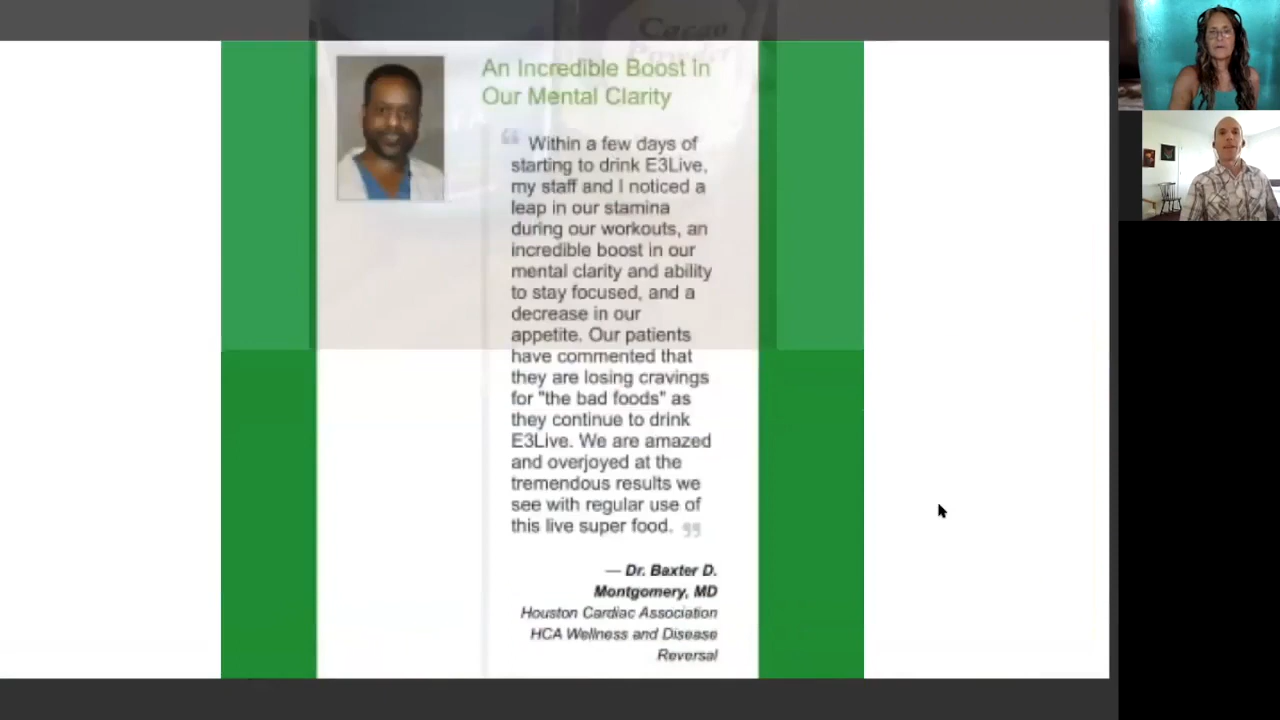 Cacao
Powder
An Incredible Boost in
Our Mental Clarity
“ Within a few days of
starting to drink E3Live,
my staff and I noticed a
leap in our stamina
during our workouts, an
incredible boost in our
mental clarity and ability
to stay focused, and a
decrease in our
appetite. Our patients
have commented that
they are losing cravings
for "the bad foods" as
they continue to drink
E3Live. We are amazed
and overjoyed at the
tremendous results we
see with regular use of
this live super food. ”
— Dr. Baxter D.
Montgomery, MD
Houston Cardiac Association
HCA Wellness and Disease
Reversal